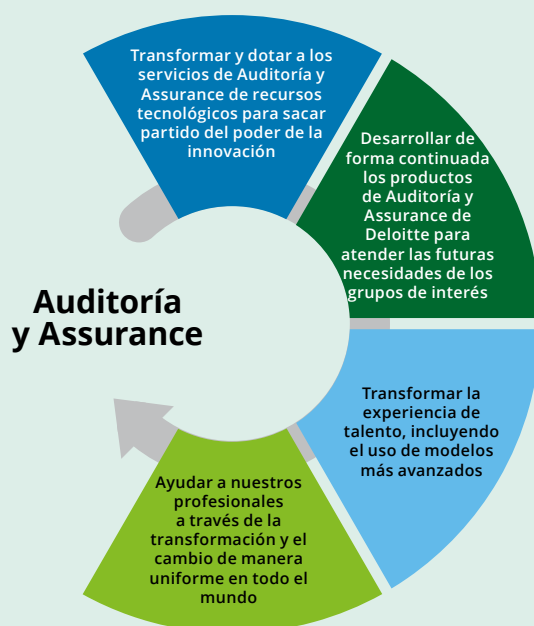 Transformar y dotar a los
servicios de Auditoría y
Assurance de recursos
tecnológicos para sacar
partido del poder de la
innovación
Desarrollar de
forma continuada
los productos
de Auditoría y
Assurance de
Deloitte para
atender las futuras
necesidades de los
grupos de interés
Auditoría
y Assurance
Transformar la
experiencia de
talento, incluyendo
el uso de modelos
más avanzados
Ayudar a nuestros
profesionales
a través de la
transformación y el
cambio de manera
uniforme en todo el
mundo